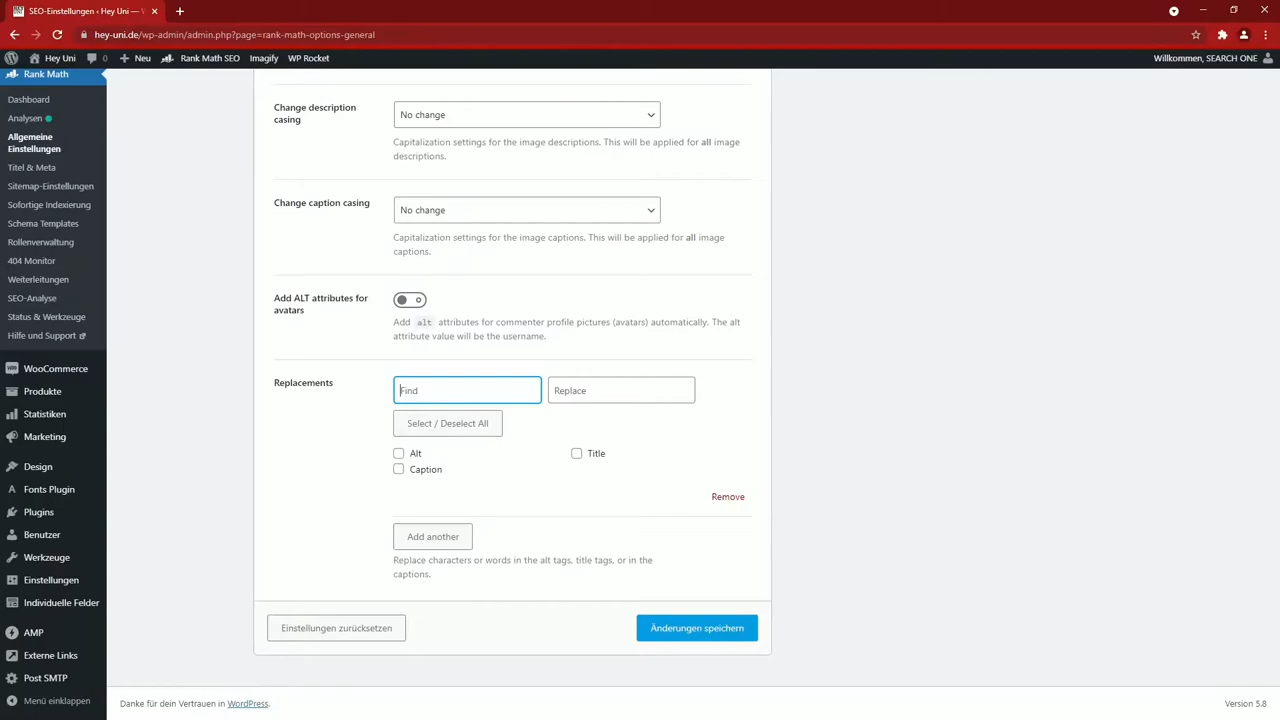 SEO-Einstellungen ‹ Hey Uni — W
hey-uni.de/wp-admin/admin.php?page=rank-math-options-general
Hey Uni 0 Neu Rank Math SEO Imagify WP Rocket Willkommen, SEARCH ONE
Rank Math
Dashboard
Analysen
Allgemeine
Einstellungen
Titel & Meta
Sitemap-Einstellungen
Sofortige Indexierung
Schema Templates
Rollenverwaltung
404 Monitor
Weiterleitungen
SEO-Analyse
Status & Werkzeuge
Hilfe und Support
WooCommerce
Produkte
Statistiken
Marketing
Design
Fonts Plugin
Plugins
Benutzer
Werkzeuge
Einstellungen
Individuelle Felder
AMP
Externe Links
Post SMTP
Menü einklappen
Change description
casing
No change
Capitalization settings for the image descriptions. This will be applied for all image
descriptions.
Change caption casing
No change
Capitalization settings for the image captions. This will be applied for all image
captions.
Add ALT attributes for
avatars
Add alt attributes for commenter profile pictures (avatars) automatically. The alt
attribute value will be the username.
Replacements
Find Replace
Select / Deselect All
Alt Title
Caption
Remove
Add another
Replace characters or words in the alt tags, title tags, or in the
captions.
Einstellungen zurücksetzen Änderungen speichern
Danke für dein Vertrauen in WordPress. Version 5.8